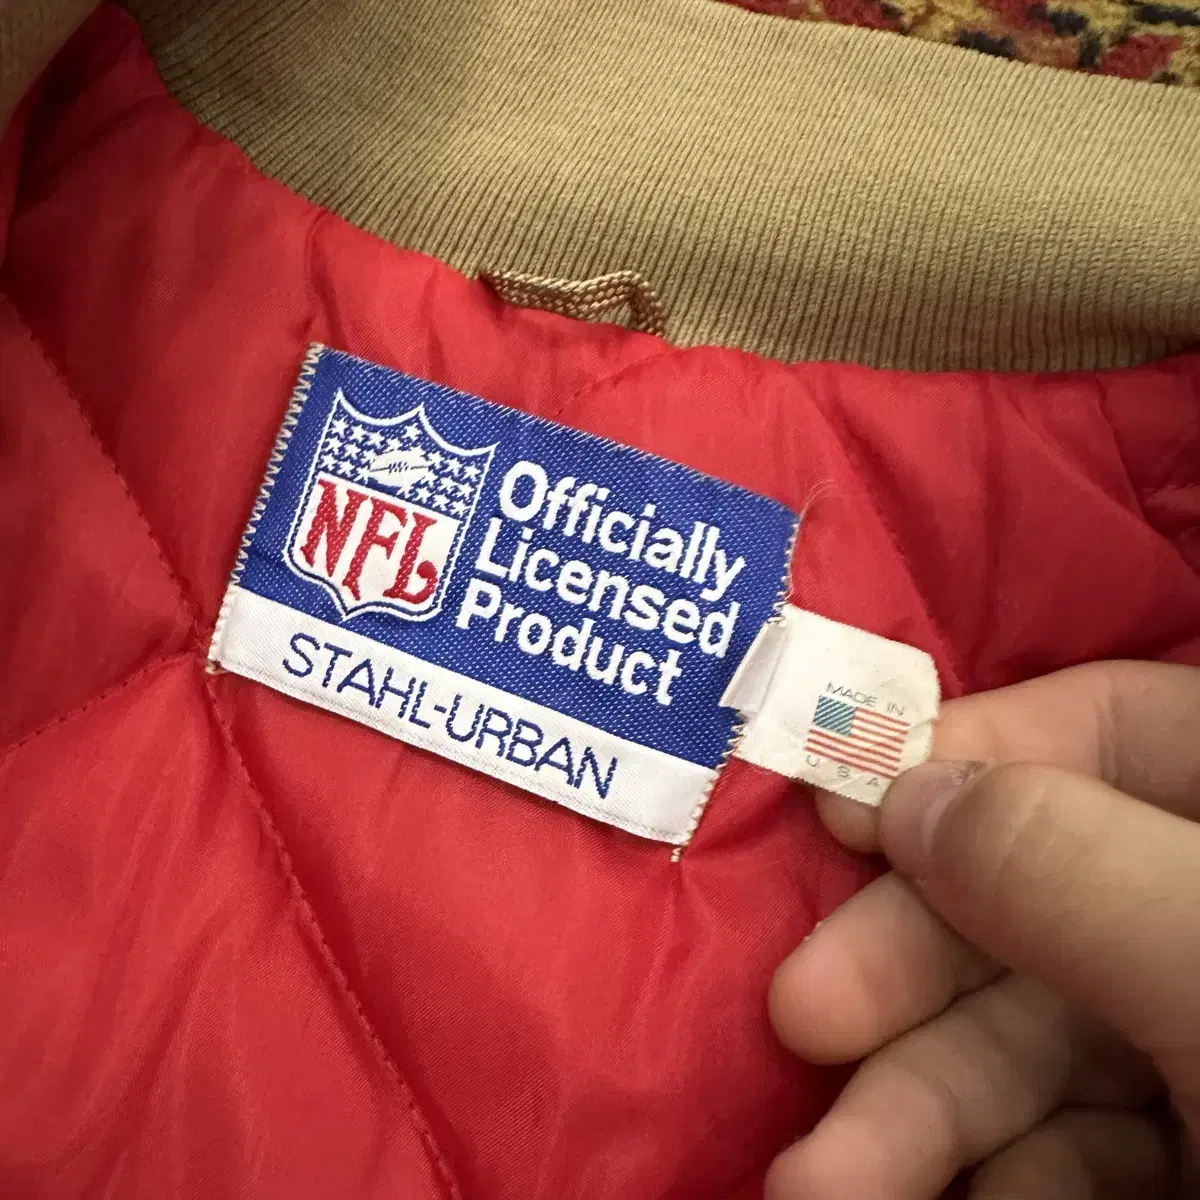 NFL
Officially
Licensed
Product
STAHL-URBAN
MADE IN
U S A